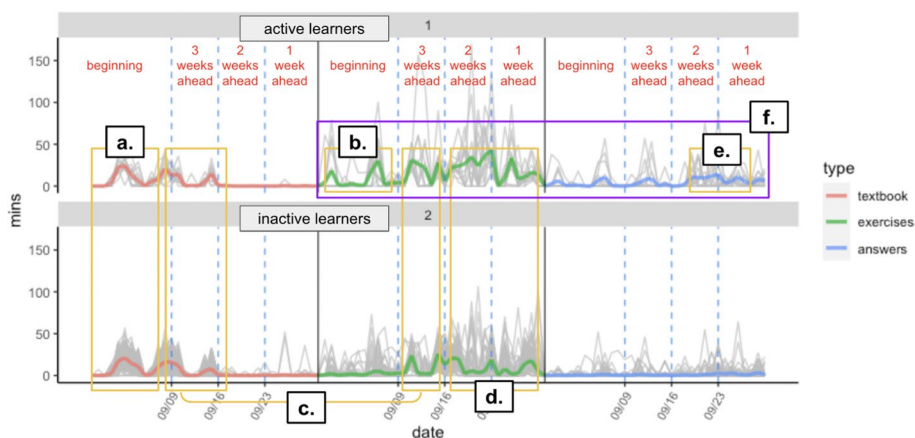 active learners
1
3 2 1 3 2 1 3 2 1
beginning weeks ahead weeks ahead week ahead beginning weeks ahead weeks ahead week ahead beginning weeks ahead weeks ahead week ahead
150
100
50
0
a.
b.
e.
f.
mins
inactive learners
2
150
100
50
0
c.
d.
09/09 09/16 09/23 09/09 09/16 09/09 09/16 09/23
date
type
textbook
exercises
answers